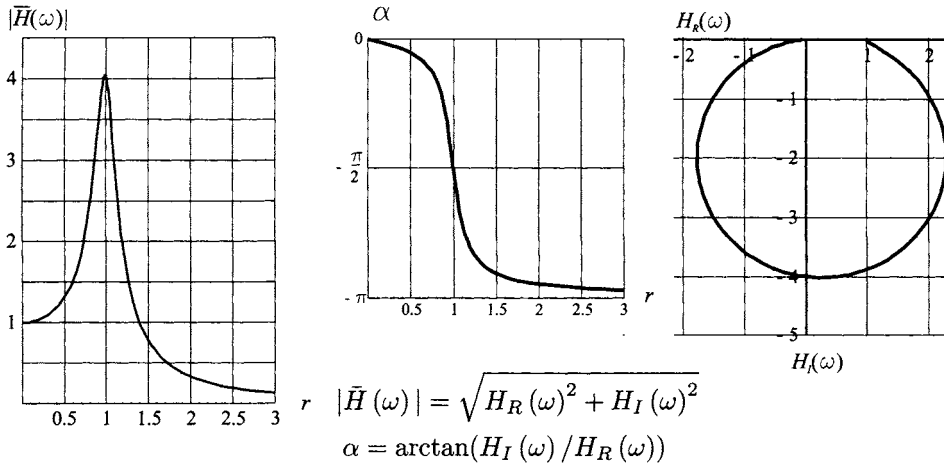 |H̅(ω)|
4
3
2
1
0.5 1 1.5 2 2.5 3 r
α
0
- π/2
- π
0.5 1 1.5 2 2.5 3 r
H_R(ω)
- 2 -1 1 2
- 1
- 2
- 3
- 4
- 5
H_I(ω)
|H̄ (ω)| = √(H_R (ω)² + H_I (ω)²)
α = arctan(H_I (ω) /H_R (ω))